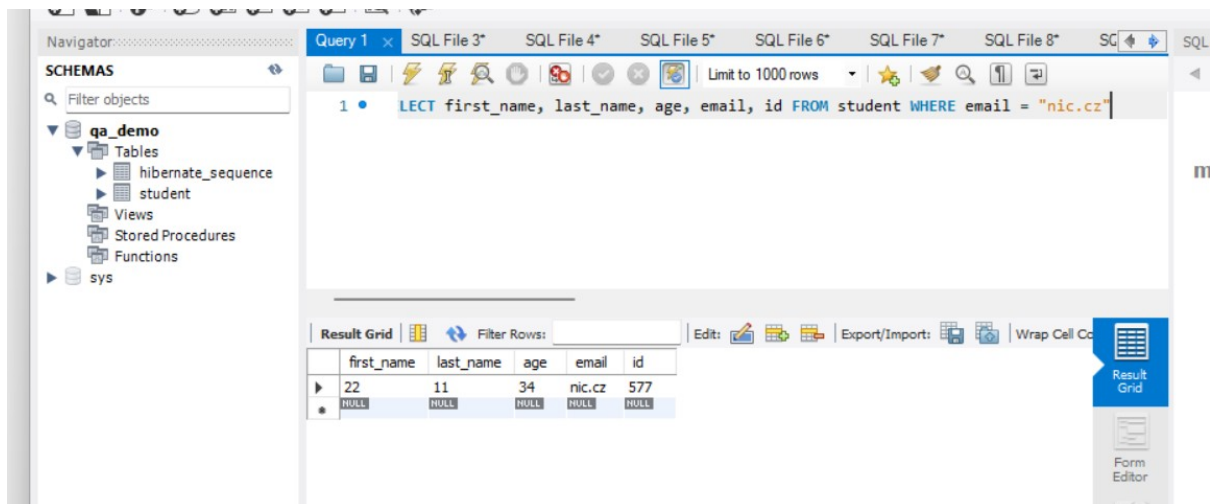 Navigator
SCHEMAS
Filter objects
qa_demo
Tables
hibernate_sequence
student
Views
Stored Procedures
Functions
sys
Query 1
SQL File 3*
SQL File 4*
SQL File 5*
SQL File 6*
SQL File 7*
SQL File 8*
SQL
Limit to 1000 rows
1 LECT first_name, last_name, age, email, id FROM student WHERE email = "nic.cz"
Result Grid
Filter Rows:
Edit:
Export/Import:
Wrap Cell Co
first_name last_name age email id
22 11 34 nic.cz 577
NULL NULL NULL NULL NULL
Result
Grid
Form
Editor